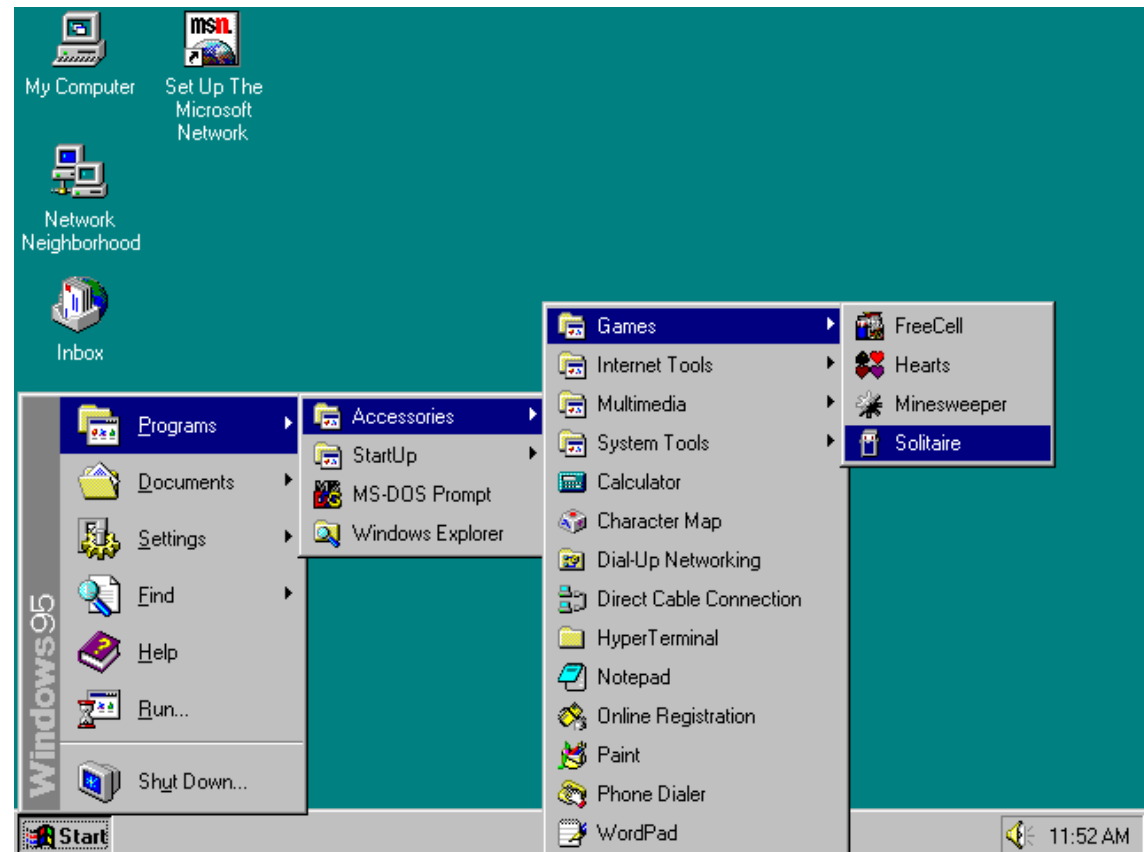 My Computer
msn.
Set Up The
Microsoft
Network
Network
Neighborhood
Inbox
Windows95
Programs
Documents
Settings
Find
Help
Run...
Shut Down...
Accessories
StartUp
MS-DOS Prompt
Windows Explorer
Games
Internet Tools
Multimedia
System Tools
Calculator
Character Map
Dial-Up Networking
Direct Cable Connection
HyperTerminal
Notepad
Online Registration
Paint
Phone Dialer
WordPad
FreeCell
Hearts
Minesweeper
Solitaire
Start
11:52 AM